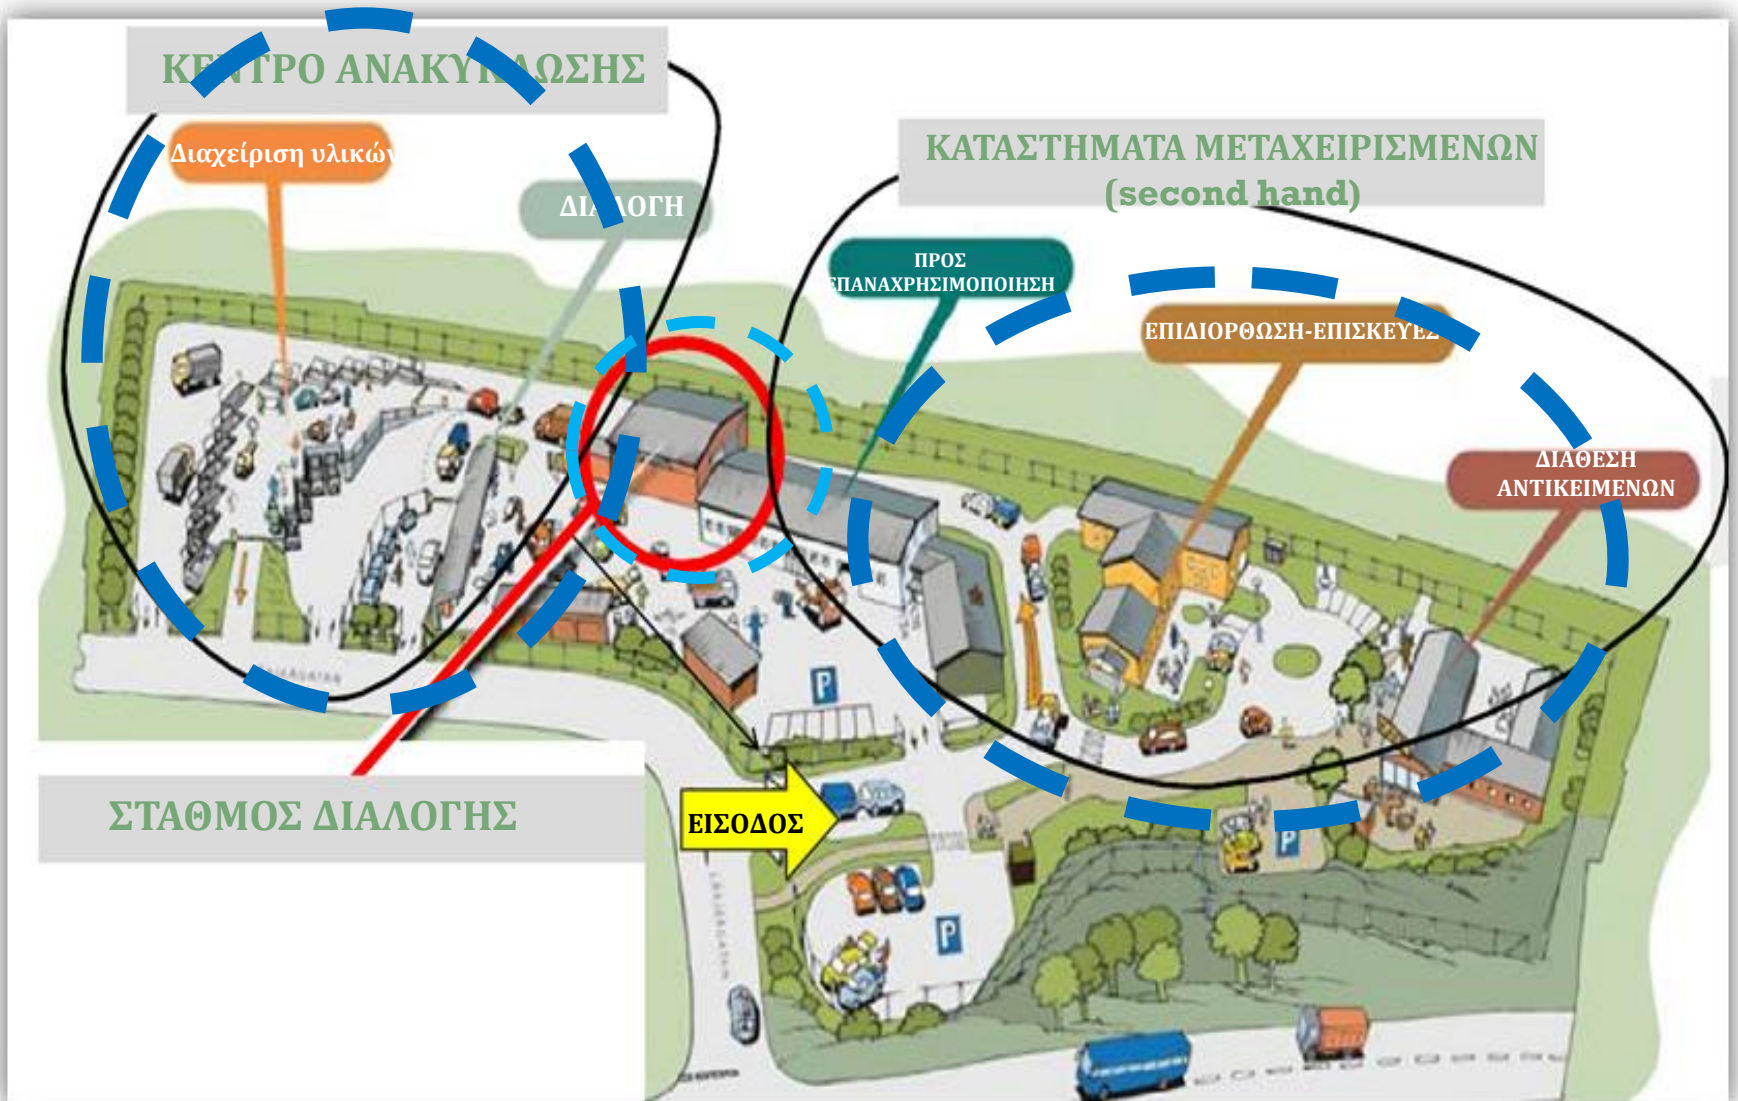 ΚΕΝΤΡΟ ΑΝΑΚΥΚΛΩΣΗΣ
Διαχείριση υλικών
ΔΙΑΛΟΓΗ
ΚΑΤΑΣΤΗΜΑΤΑ ΜΕΤΑΧΕΙΡΙΣΜΕΝΩΝ
(second hand)
ΠΡΟΣ
ΕΠΑΝΑΧΡΗΣΙΜΟΠΟΙΗΣΗ
ΕΠΙΔΙΟΡΘΩΣΗ-ΕΠΙΣΚΕΥΕΣ
ΔΙΑΘΕΣΗ
ΑΝΤΙΚΕΙΜΕΝΩΝ
P
ΣΤΑΘΜΟΣ ΔΙΑΛΟΓΗΣ
ΕΙΣΟΔΟΣ
P
P